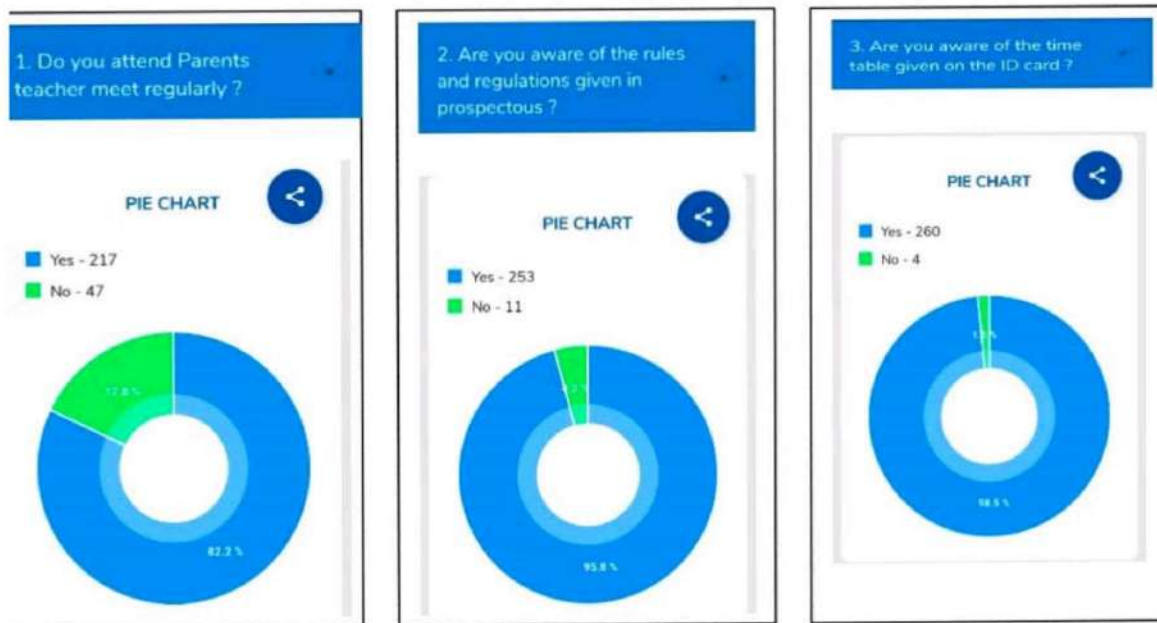 1. Do you attend Parents
teacher meet regularly ?
PIE CHART
Yes - 217
No - 47
17.8 %
82.2 %
2. Are you aware of the rules
and regulations given in
prospectous ?
PIE CHART
Yes - 253
No - 11
4.2 %
95.8 %
3. Are you aware of the time
table given on the ID card ?
PIE CHART
Yes - 260
No - 4
98.5 %